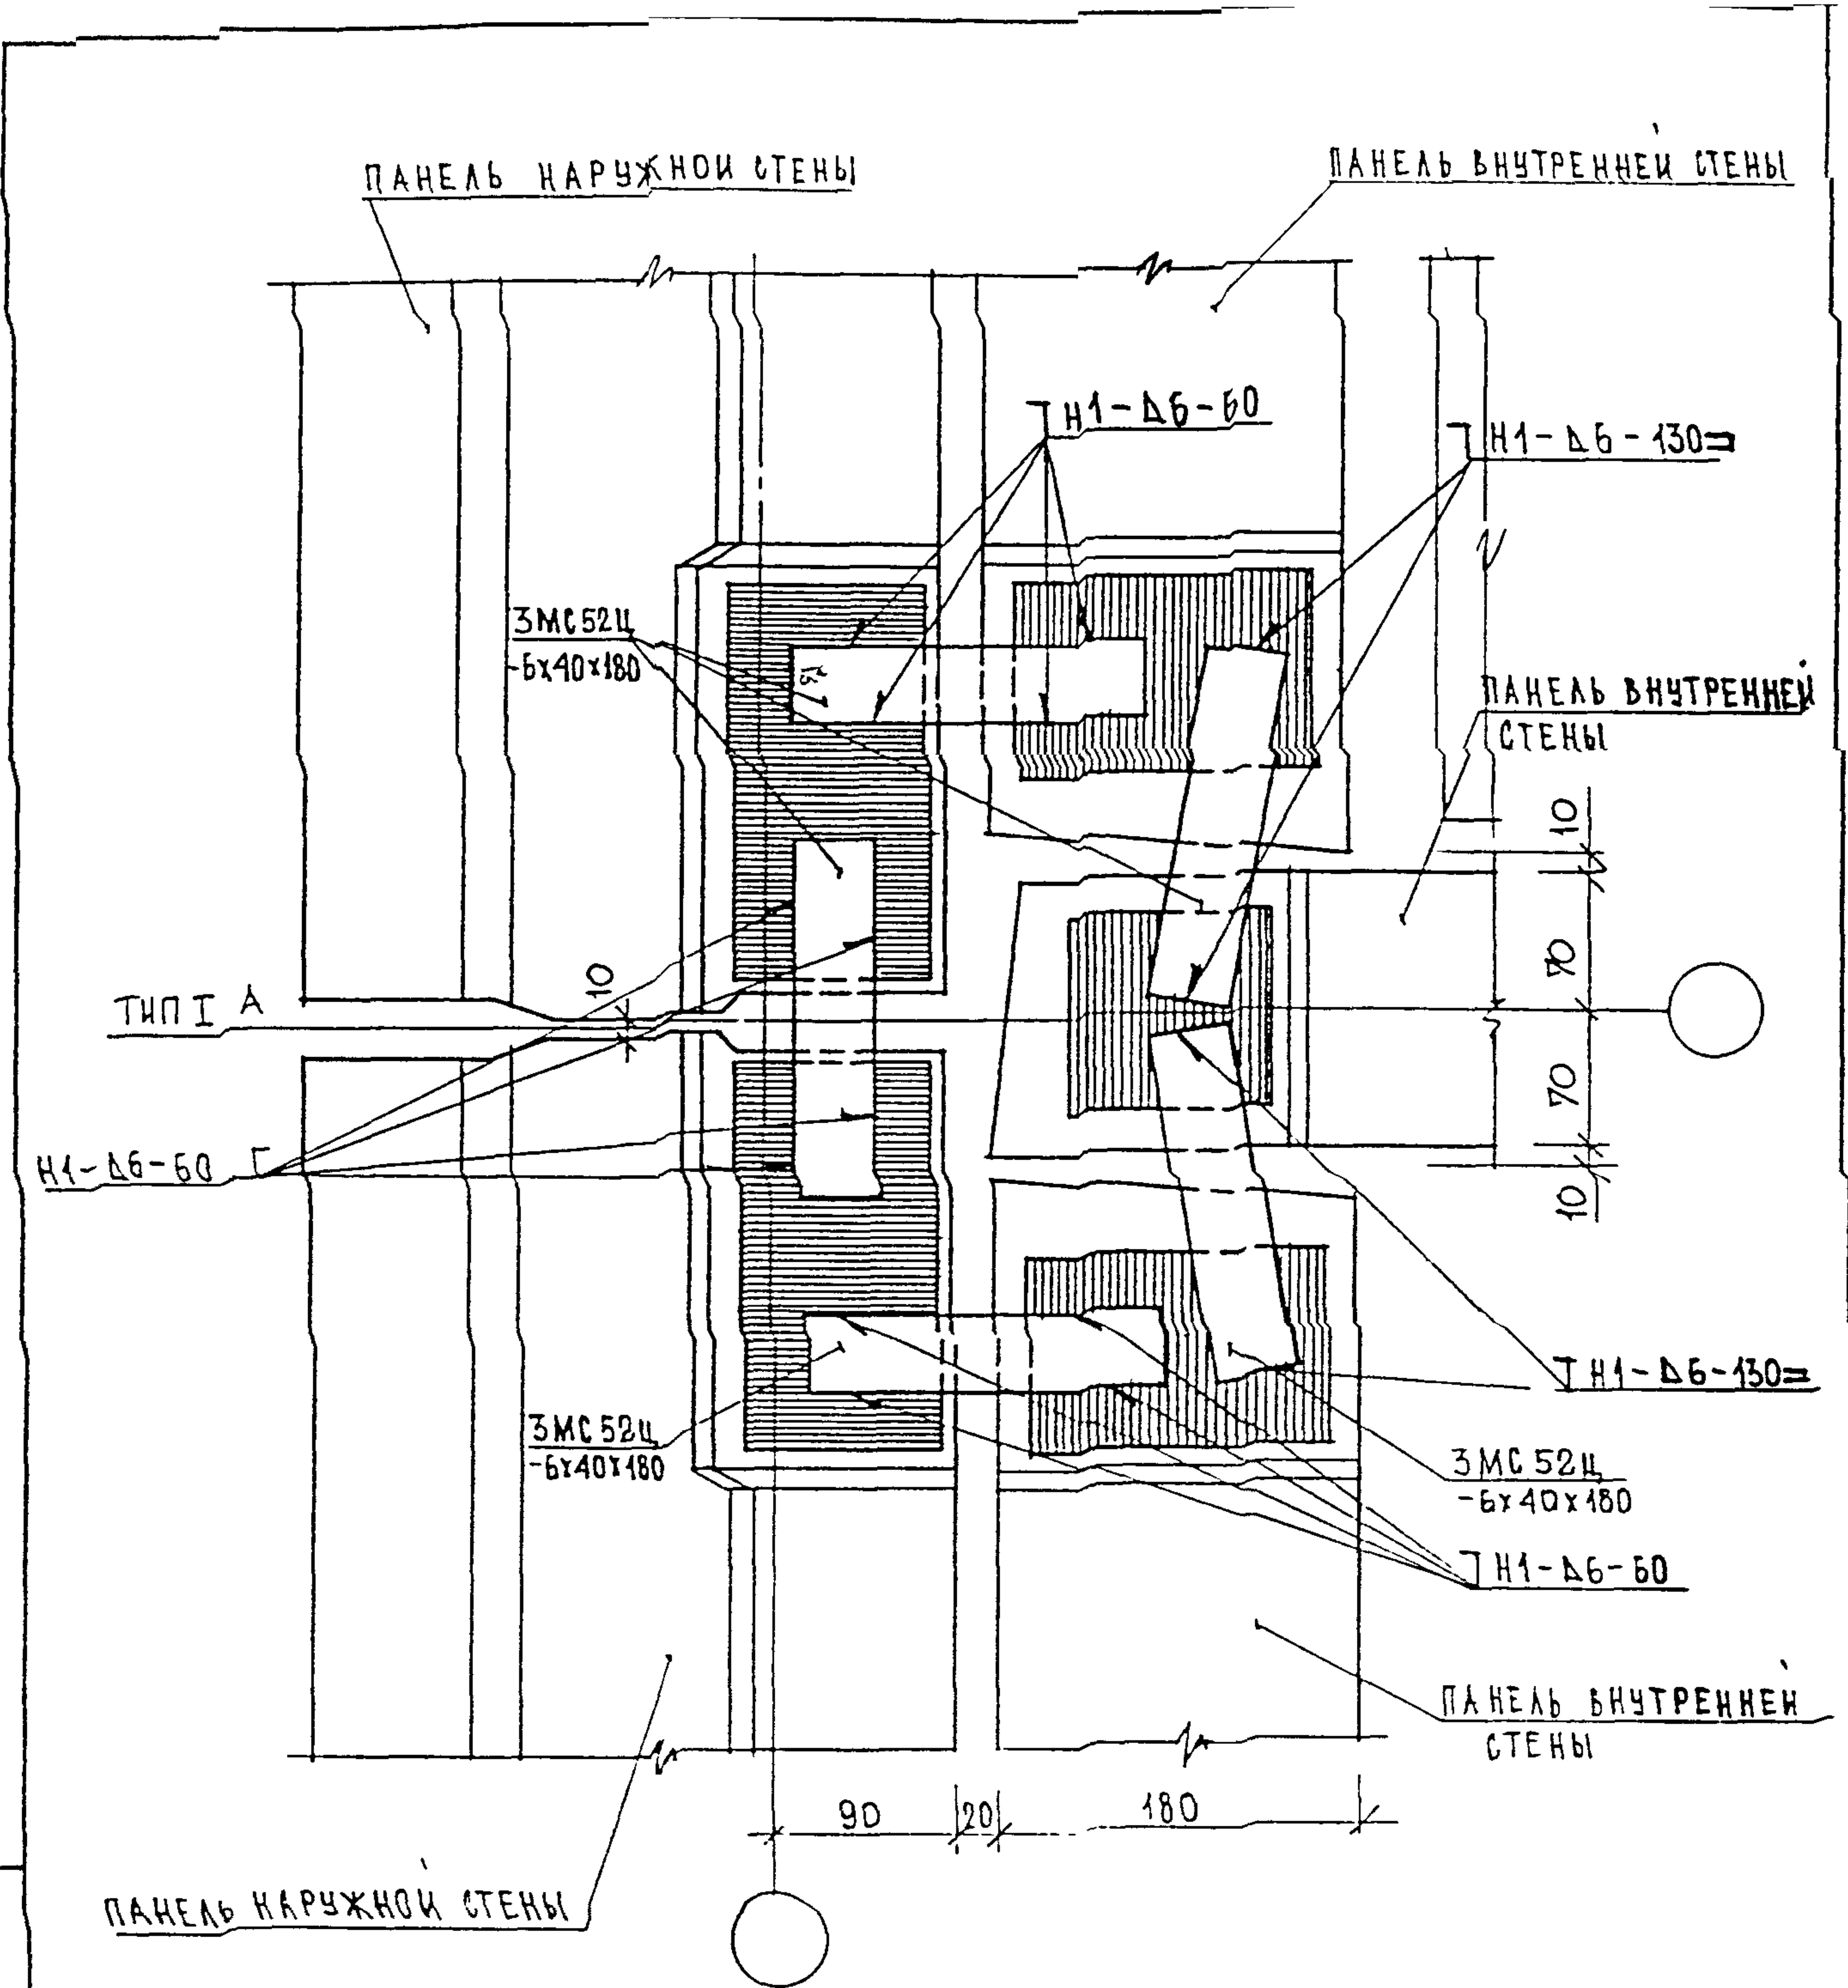 ПАНЕЛЬ НАРУЖНОЙ СТЕНЫ
ПАНЕЛЬ ВНУТРЕННЕЙ СТЕНЫ
Н1-Δ6-60
Н1-Δ6-130
3МС52Ц
-6х40х180
ПАНЕЛЬ ВНУТРЕННЕЙ
СТЕНЫ
10
70
ТИП I А
10
70
Н1-Δ6-60
10
Н1-Δ6-130
3МС52Ц
-6х40х180
3МС52Ц
-6х40х180
Н1-Δ6-60
ПАНЕЛЬ ВНУТРЕННЕЙ
СТЕНЫ
90
20
180
ПАНЕЛЬ НАРУЖНОЙ СТЕНЫ